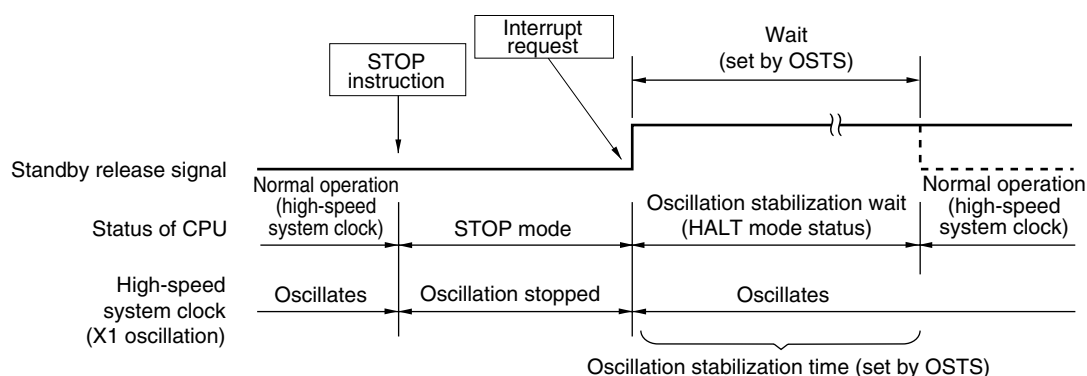 Interrupt
request
Wait
(set by OSTS)
STOP
instruction
Standby release signal
Normal operation
(high-speed
system clock)
Status of CPU
STOP mode
Oscillation stabilization wait
(HALT mode status)
Normal operation
(high-speed
system clock)
High-speed
system clock
(X1 oscillation)
Oscillates
Oscillation stopped
Oscillates
Oscillation stabilization time (set by OSTS)